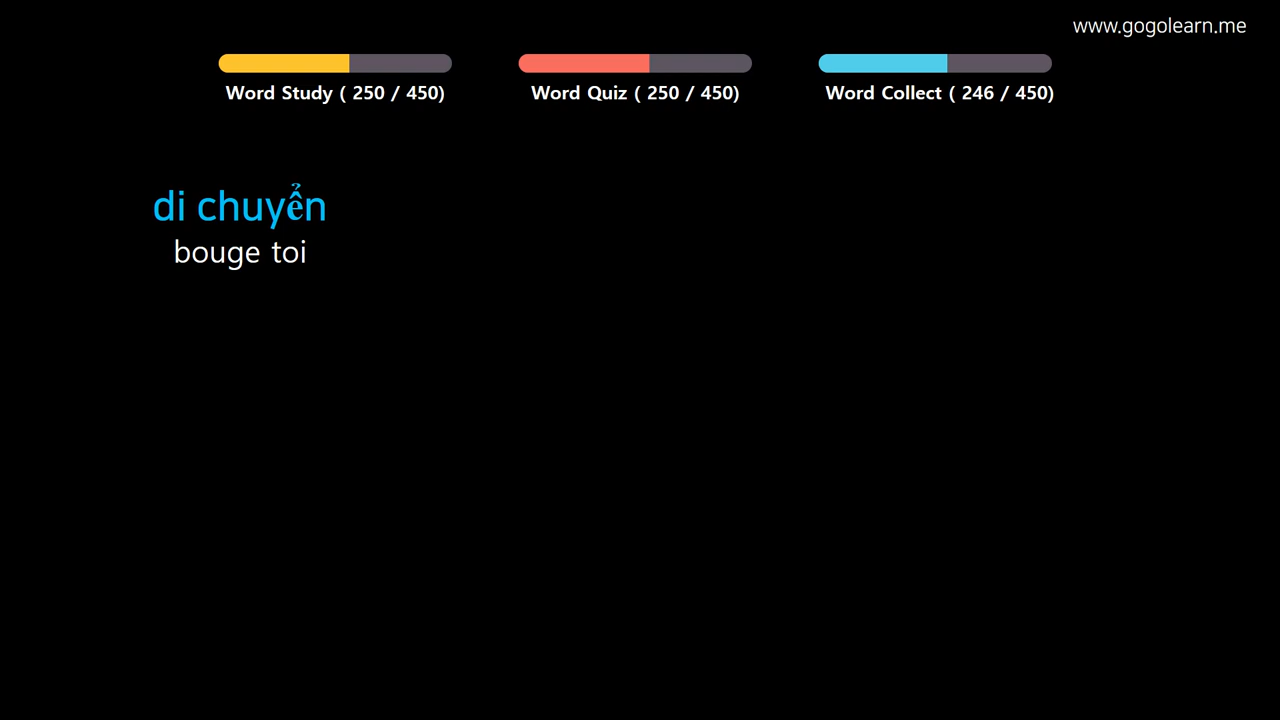 www.gogolearn.me
Word Study ( 250 / 450)
Word Quiz ( 250 / 450)
Word Collect ( 246 / 450)
di chuyển
bouge toi